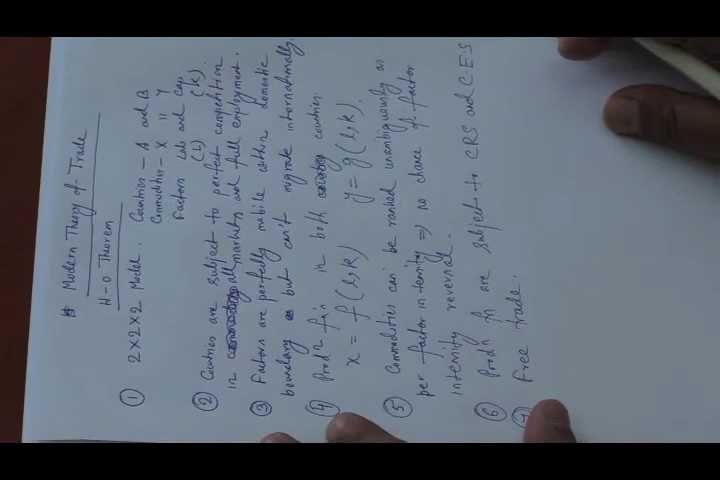 # Modern Theory of Trade
H-O Theorem
① 2×2×2 Model. Countries – A and B
Commodities – X " Y
Factors Lab and Cap
(L) (K).
② Countries are subject to perfect competition
in all markets and full employment.
③ Factors are perfectly mobile within domestic
boundary but can't migrate internationally.
④ Prodⁿ fⁿ in both countries.
x = f(L,K) y = g(L,K).
⑤ Commodities can be ranked unambiguously as
per factor intensity ⇒ no chance of factor
intensity reversal.
⑥ Prodⁿ fⁿ are subject to CRS and C.E.S
⑦ Free trade.